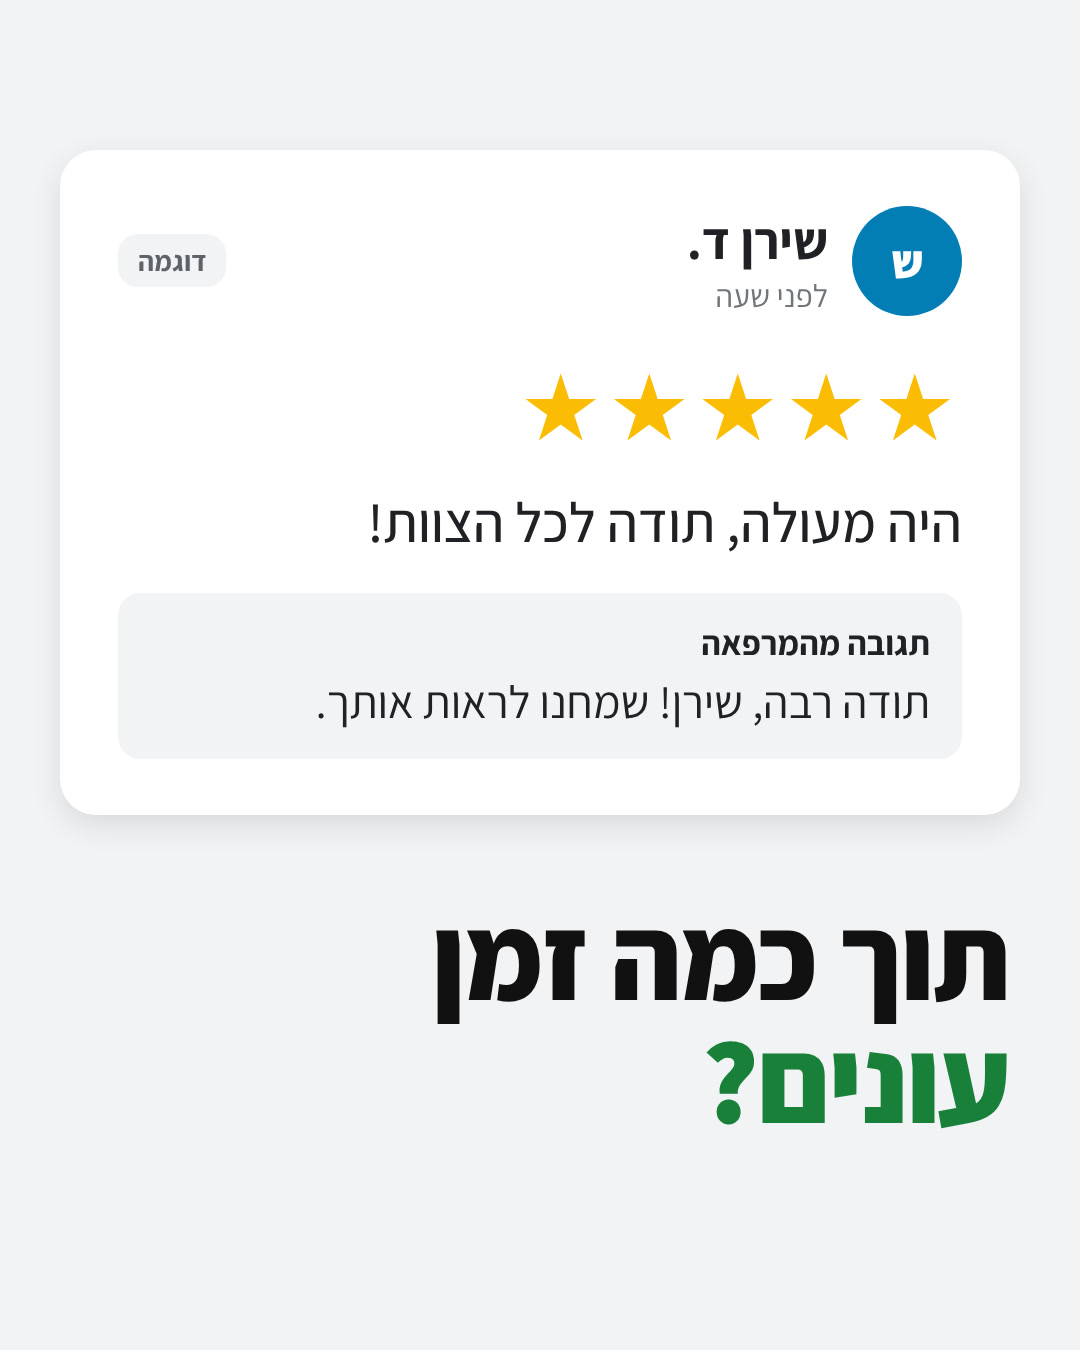 ש
שירן ד.
לפני שעה
דוגמה
היה מעולה, תודה לכל הצוות!
תגובה מהמרפאה
תודה רבה, שירן! שמחנו לראות אותך.
תוך כמה זמן
עונים?